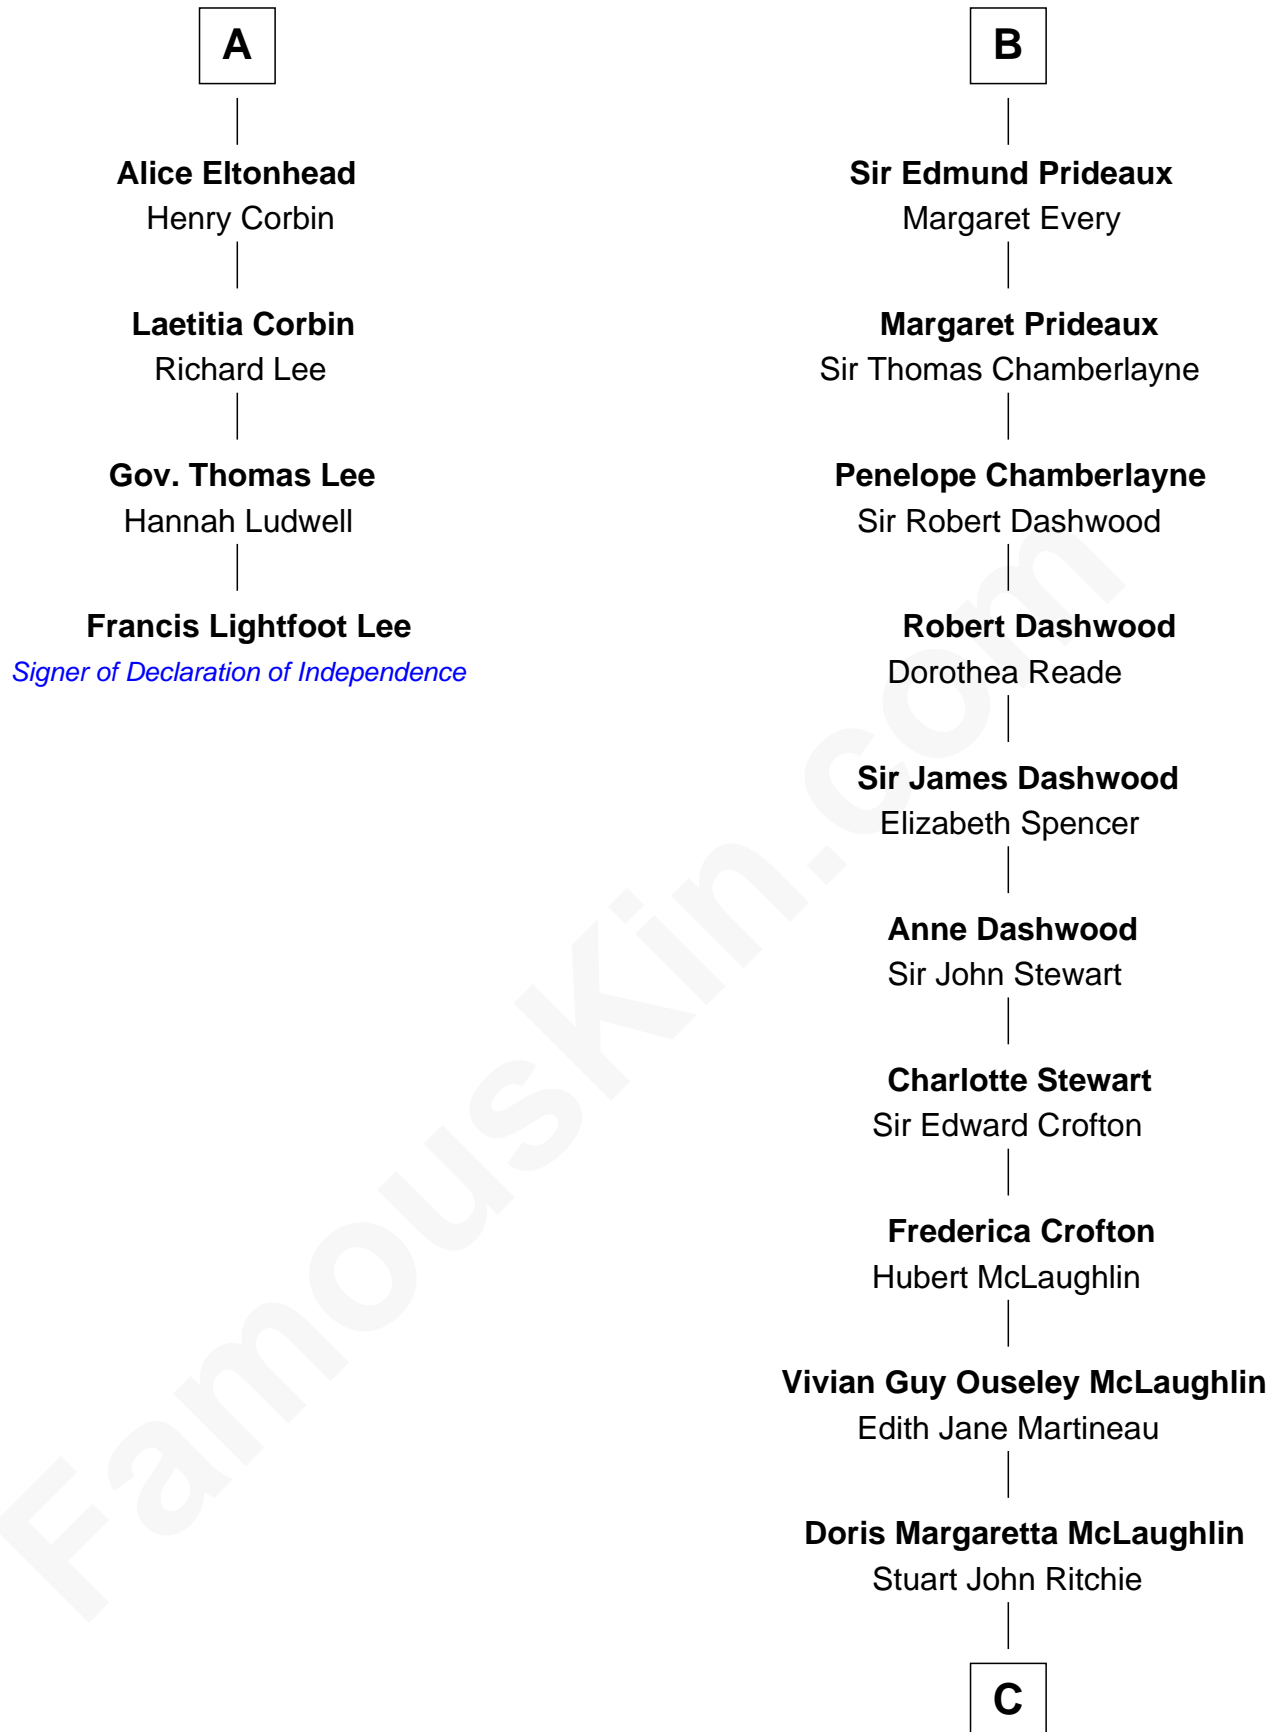 A
Alice Eltonhead
Henry Corbin
Laetitia Corbin
Richard Lee
Gov. Thomas Lee
Hannah Ludwell
Francis Lightfoot Lee
Signer of Declaration of Independence
B
Sir Edmund Prideaux
Margaret Every
Margaret Prideaux
Sir Thomas Chamberlayne
Penelope Chamberlayne
Sir Robert Dashwood
Robert Dashwood
Dorothea Reade
Sir James Dashwood
Elizabeth Spencer
Anne Dashwood
Sir John Stewart
Charlotte Stewart
Sir Edward Crofton
Frederica Crofton
Hubert McLaughlin
Vivian Guy Ouseley McLaughlin
Edith Jane Martineau
Doris Margaretta McLaughlin
Stuart John Ritchie
C
FamousKin.com